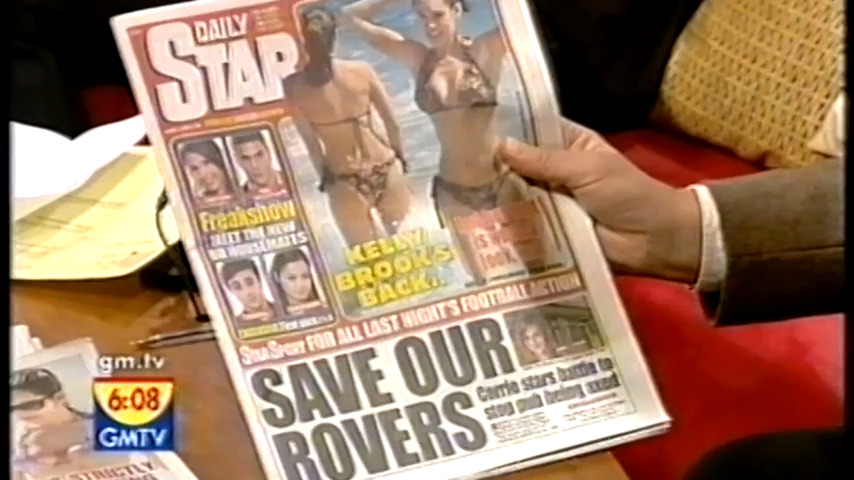 DAILY
STAR
Freakshow
MEET THE NEW
BB HOUSEMATES
KELLY
BROOK'S
BACK..
STAR SPORT FOR ALL LAST NIGHT'S FOOTBALL ACTION
SAVE OUR
ROVERS
Corrie stars battle to
stop pub being axed
gm.tv
6:08
GMTV
STRICTLY